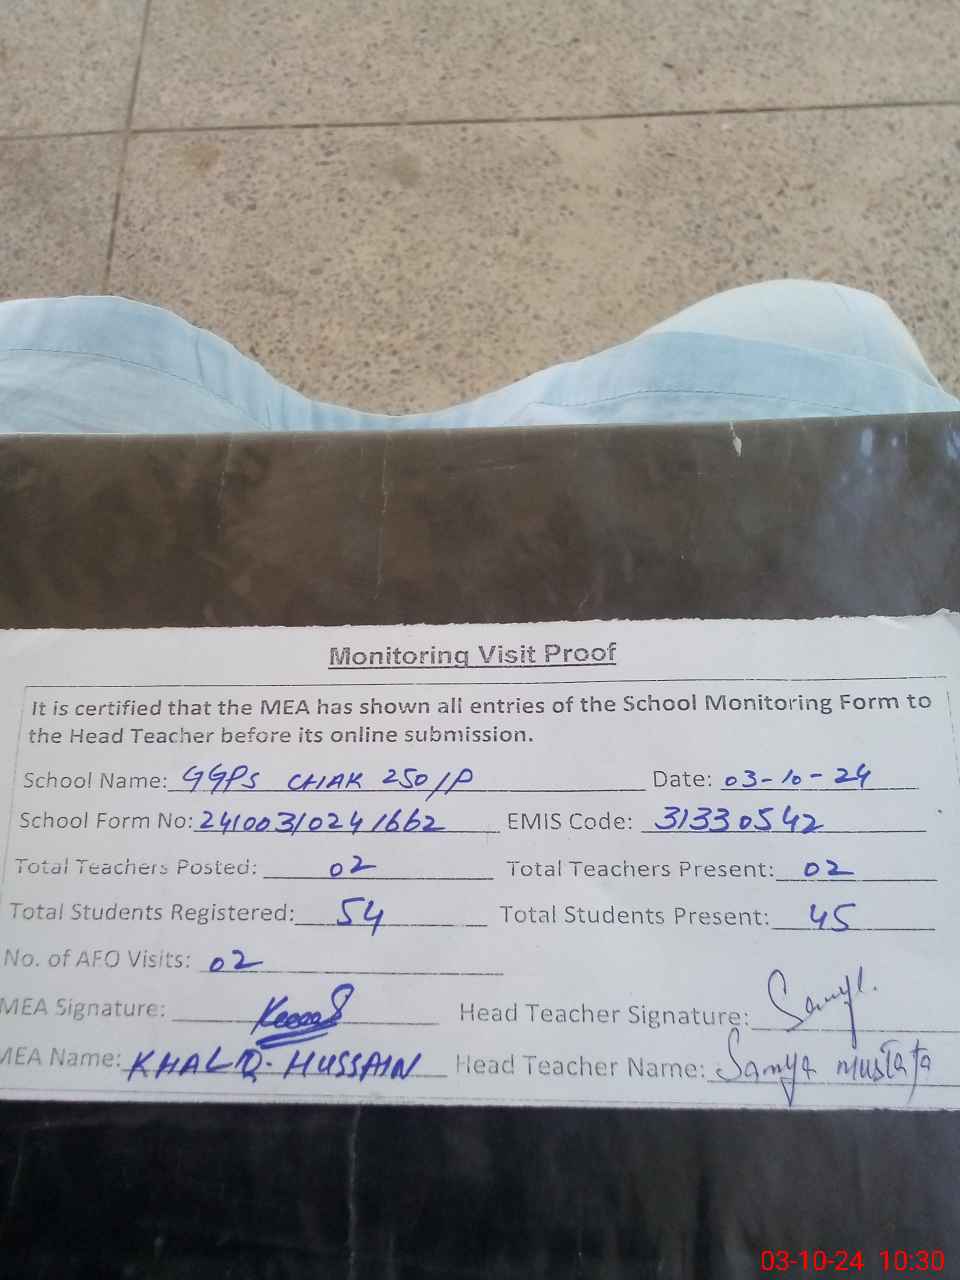 Monitoring Visit Proof
It is certified that the MEA has shown all entries of the School Monitoring Form to
the Head Teacher before its online submission.
School Name: GGPS CHAK 250/P Date: 03-10-24
School Form No: 24100310241662 EMIS Code: 31330542
Total Teachers Posted: 02 Total Teachers Present: 02
Total Students Registered: 54 Total Students Present: 45
No. of AFO Visits: 02
MEA Signature: Head Teacher Signature:
MEA Name: KHALID. HUSSAIN Head Teacher Name: Samya Mustafa
03-10-24 10:30